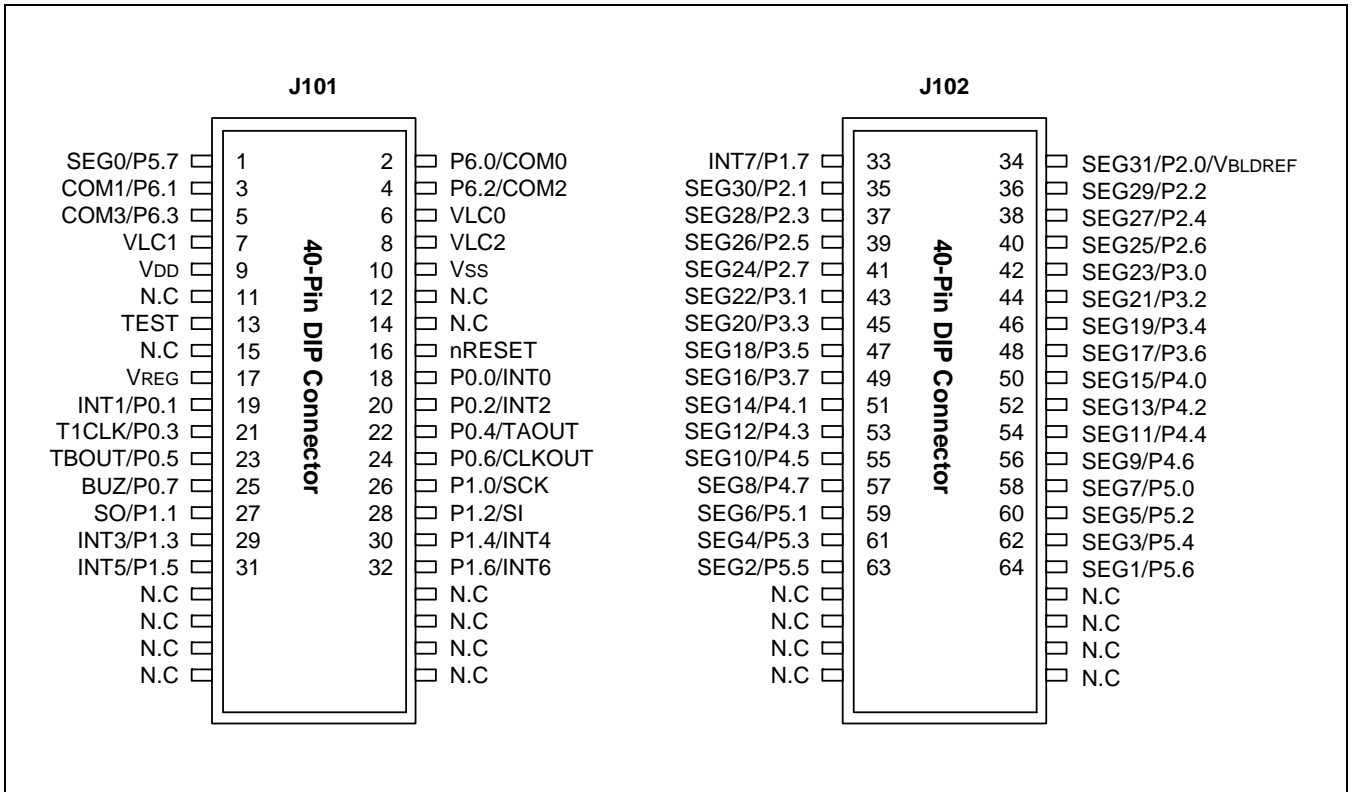 J101
SEG0/P5.7 1 2 P6.0/COM0
COM1/P6.1 3 4 P6.2/COM2
COM3/P6.3 5 6 VLC0
VLC1 7 8 VLC2
VDD 9 10 VSS
N.C 11 12 N.C
TEST 13 14 N.C
N.C 15 16 nRESET
VREG 17 18 P0.0/INT0
INT1/P0.1 19 20 P0.2/INT2
T1CLK/P0.3 21 22 P0.4/TAOUT
TBOUT/P0.5 23 24 P0.6/CLKOUT
BUZ/P0.7 25 26 P1.0/SCK
SO/P1.1 27 28 P1.2/SI
INT3/P1.3 29 30 P1.4/INT4
INT5/P1.5 31 32 P1.6/INT6
N.C N.C
N.C N.C
N.C N.C
N.C N.C
40-Pin DIP Connector
J102
INT7/P1.7 33 34 SEG31/P2.0/VBLDREF
SEG30/P2.1 35 36 SEG29/P2.2
SEG28/P2.3 37 38 SEG27/P2.4
SEG26/P2.5 39 40 SEG25/P2.6
SEG24/P2.7 41 42 SEG23/P3.0
SEG22/P3.1 43 44 SEG21/P3.2
SEG20/P3.3 45 46 SEG19/P3.4
SEG18/P3.5 47 48 SEG17/P3.6
SEG16/P3.7 49 50 SEG15/P4.0
SEG14/P4.1 51 52 SEG13/P4.2
SEG12/P4.3 53 54 SEG11/P4.4
SEG10/P4.5 55 56 SEG9/P4.6
SEG8/P4.7 57 58 SEG7/P5.0
SEG6/P5.1 59 60 SEG5/P5.2
SEG4/P5.3 61 62 SEG3/P5.4
SEG2/P5.5 63 64 SEG1/P5.6
N.C N.C
N.C N.C
N.C N.C
N.C N.C
40-Pin DIP Connector